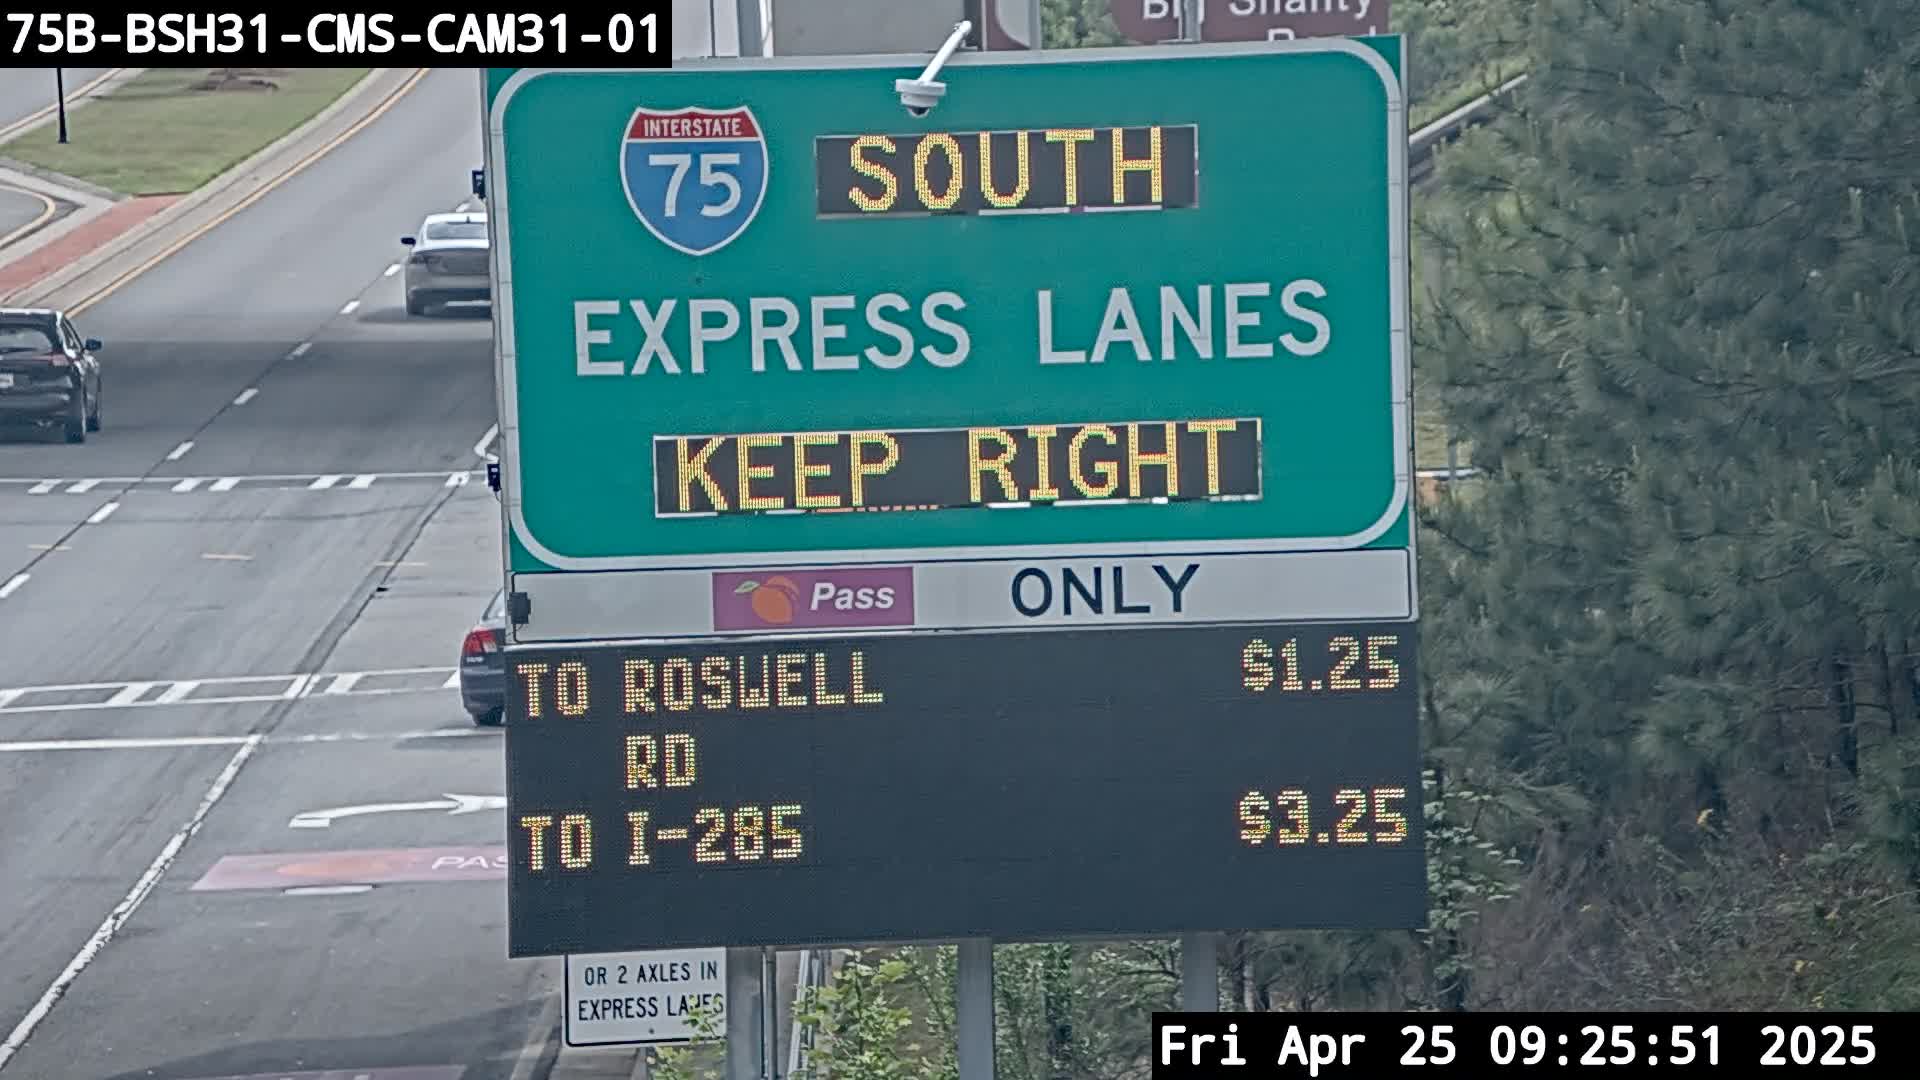 75B-BSH31-CMS-CAM31-01
Shanty
INTERSTATE
75
SOUTH
EXPRESS LANES
KEEP RIGHT
Pass
ONLY
TO ROSWELL $1.25
RD
TO I-285 $3.25
OR 2 AXLES IN
EXPRESS LANES
Fri Apr 25 09:25:51 2025